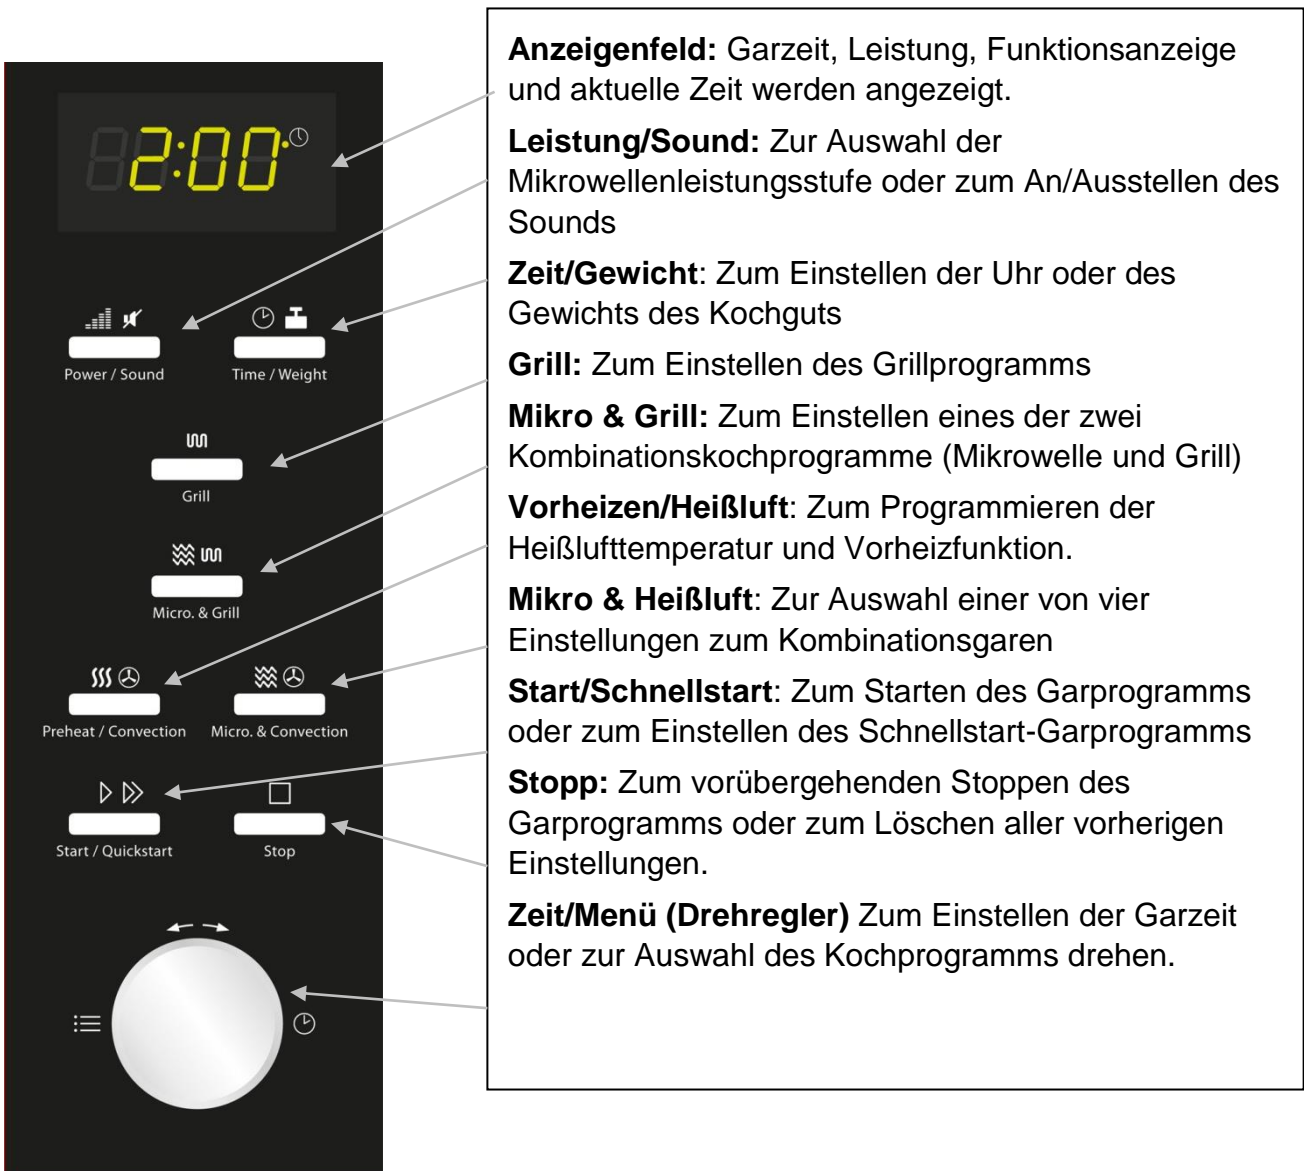 2:00
Power / Sound
Time / Weight
Grill
Micro. & Grill
Preheat / Convection
Micro. & Convection
Start / Quickstart
Stop
Anzeigenfeld: Garzeit, Leistung, Funktionsanzeige
und aktuelle Zeit werden angezeigt.
Leistung/Sound: Zur Auswahl der
Mikrowellenleistungsstufe oder zum An/Ausstellen des
Sounds
Zeit/Gewicht: Zum Einstellen der Uhr oder des
Gewichts des Kochguts
Grill: Zum Einstellen des Grillprogramms
Mikro & Grill: Zum Einstellen eines der zwei
Kombinationskochprogramme (Mikrowelle und Grill)
Vorheizen/Heißluft: Zum Programmieren der
Heißlufttemperatur und Vorheizfunktion.
Mikro & Heißluft: Zur Auswahl einer von vier
Einstellungen zum Kombinationsgaren
Start/Schnellstart: Zum Starten des Garprogramms
oder zum Einstellen des Schnellstart-Garprogramms
Stopp: Zum vorübergehenden Stoppen des
Garprogramms oder zum Löschen aller vorherigen
Einstellungen.
Zeit/Menü (Drehregler) Zum Einstellen der Garzeit
oder zur Auswahl des Kochprogramms drehen.